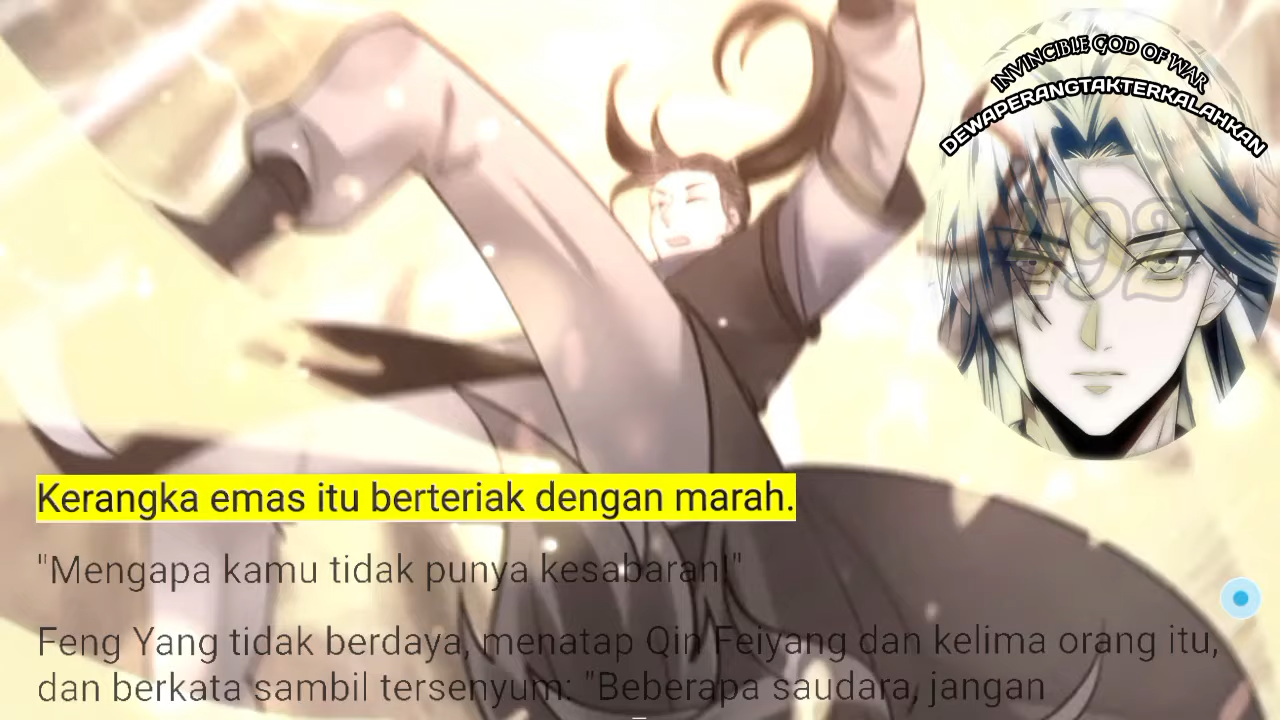 INVINCIBLE GOD OF WAR
DEWAPERANGTAKTERKALAHKAN
Kerangka emas itu berteriak dengan marah.
"Mengapa kamu tidak punya kesabaran!"
Feng Yang tidak berdaya, menatap Qin Feiyang dan kelima orang itu,
dan berkata sambil tersenyum: "Beberapa saudara, jangan